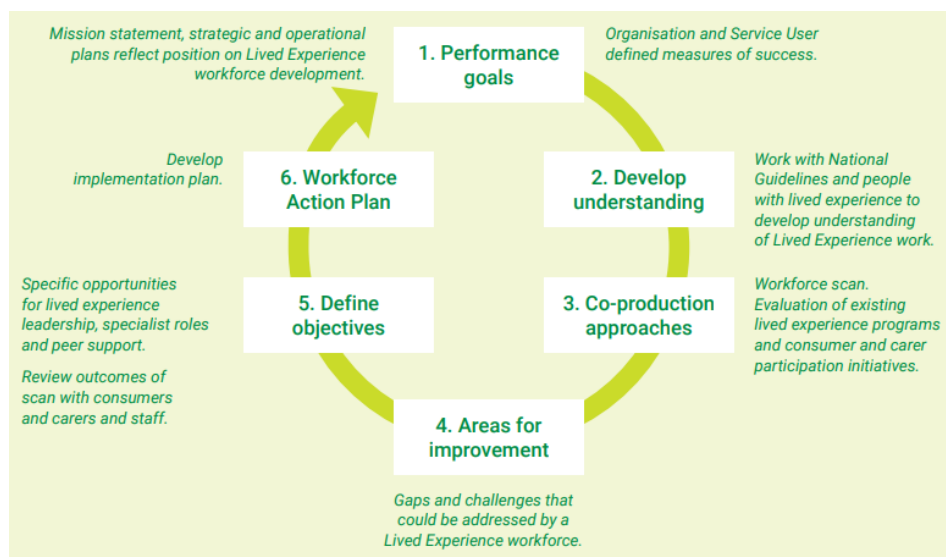 Mission statement, strategic and operational
plans reflect position on Lived Experience
workforce development.
1. Performance
goals
Organisation and Service User
defined measures of success.
2. Develop
understanding
Work with National
Guidelines and people
with lived experience to
develop understanding
of Lived Experience work.
3. Co-production
approaches
Workforce scan.
Evaluation of existing
lived experience programs
and consumer and carer
participation initiatives.
4. Areas for
improvement
Gaps and challenges that
could be addressed by a
Lived Experience workforce.
5. Define
objectives
Specific opportunities
for lived experience
leadership, specialist roles
and peer support.
Review outcomes of
scan with consumers
and carers and staff.
6. Workforce
Action Plan
Develop
implementation plan.